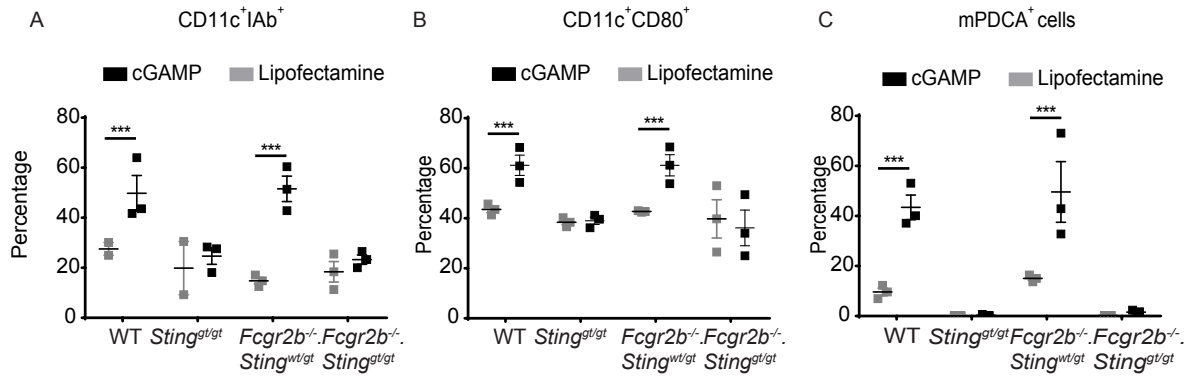 A CD11c⁺IAb⁺
cGAMP Lipofectamine
Percentage
80
60
40
20
0
*** ***
WT Sting^gt/gt Fcgr2b^-/-. Fcgr2b^-/-.
Sting^wt/gt Sting^gt/gt
B CD11c⁺CD80⁺
cGAMP Lipofectamine
Percentage
80
60
40
20
0
*** ***
WT Sting^gt/gt Fcgr2b^-/-. Fcgr2b^-/-.
Sting^wt/gt Sting^gt/gt
C mPDCA⁺ cells
cGAMP Lipofectamine
Percentage
80
60
40
20
0
*** ***
WT Sting^gt/gt Fcgr2b^-/-. Fcgr2b^-/-.
Sting^wt/gt Sting^gt/gt